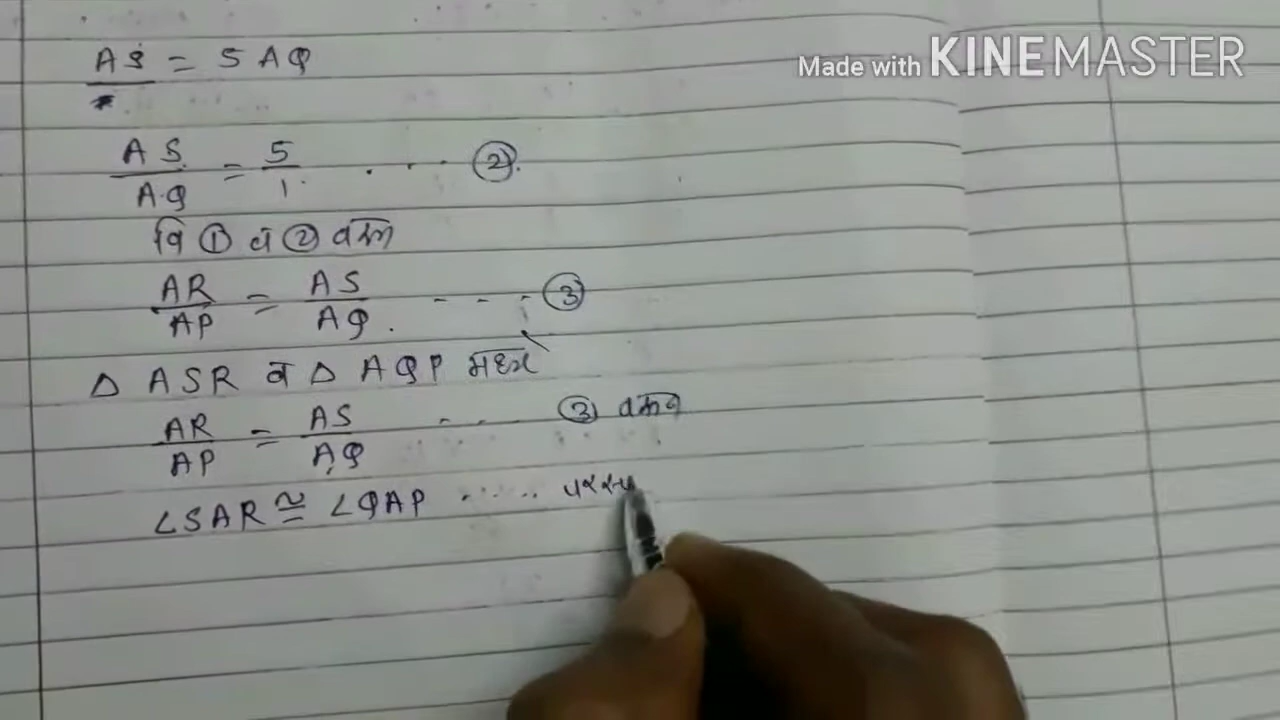 Made with KINEMASTER
AS = 5 AQ
AS/AQ = 5/1 . . . ②.
वि ① व ② वरून
AR/AP = AS/AQ . - - - ③
△ ASR व △ AQP मध्ये
AR/AP = AS/AQ - - - ③ वरून
∠SAR ≅ ∠QAP ......